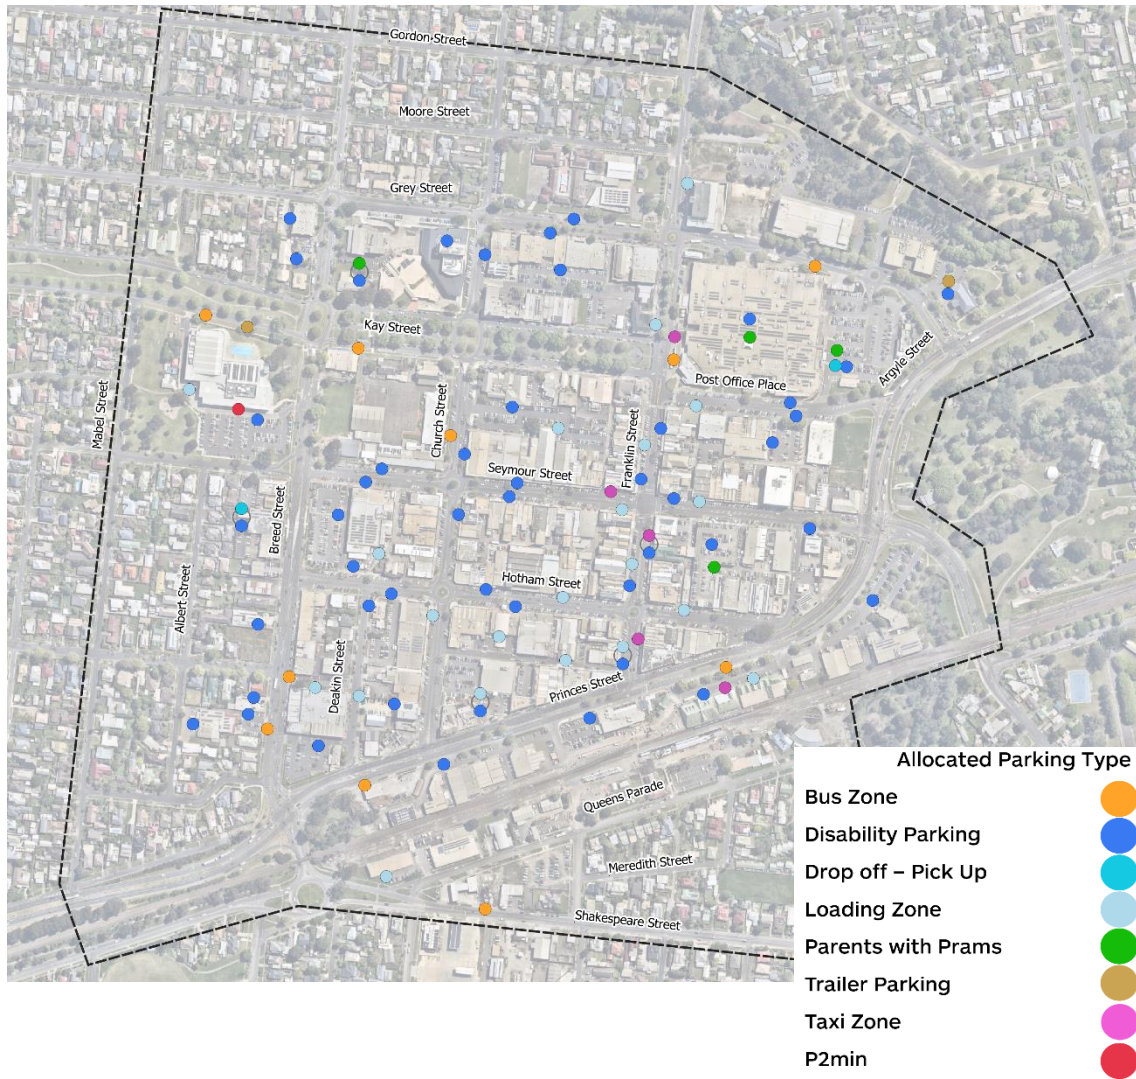 Gordon Street
Moore Street
Grey Street
Kay Street
Post Office Place
Argyle Street
Mabel Street
Church Street
Franklin Street
Seymour Street
Breed Street
Hotham Street
Albert Street
Deakin Street
Princes Street
Queens Parade
Meredith Street
Shakespeare Street
Allocated Parking Type
Bus Zone
Disability Parking
Drop off – Pick Up
Loading Zone
Parents with Prams
Trailer Parking
Taxi Zone
P2min